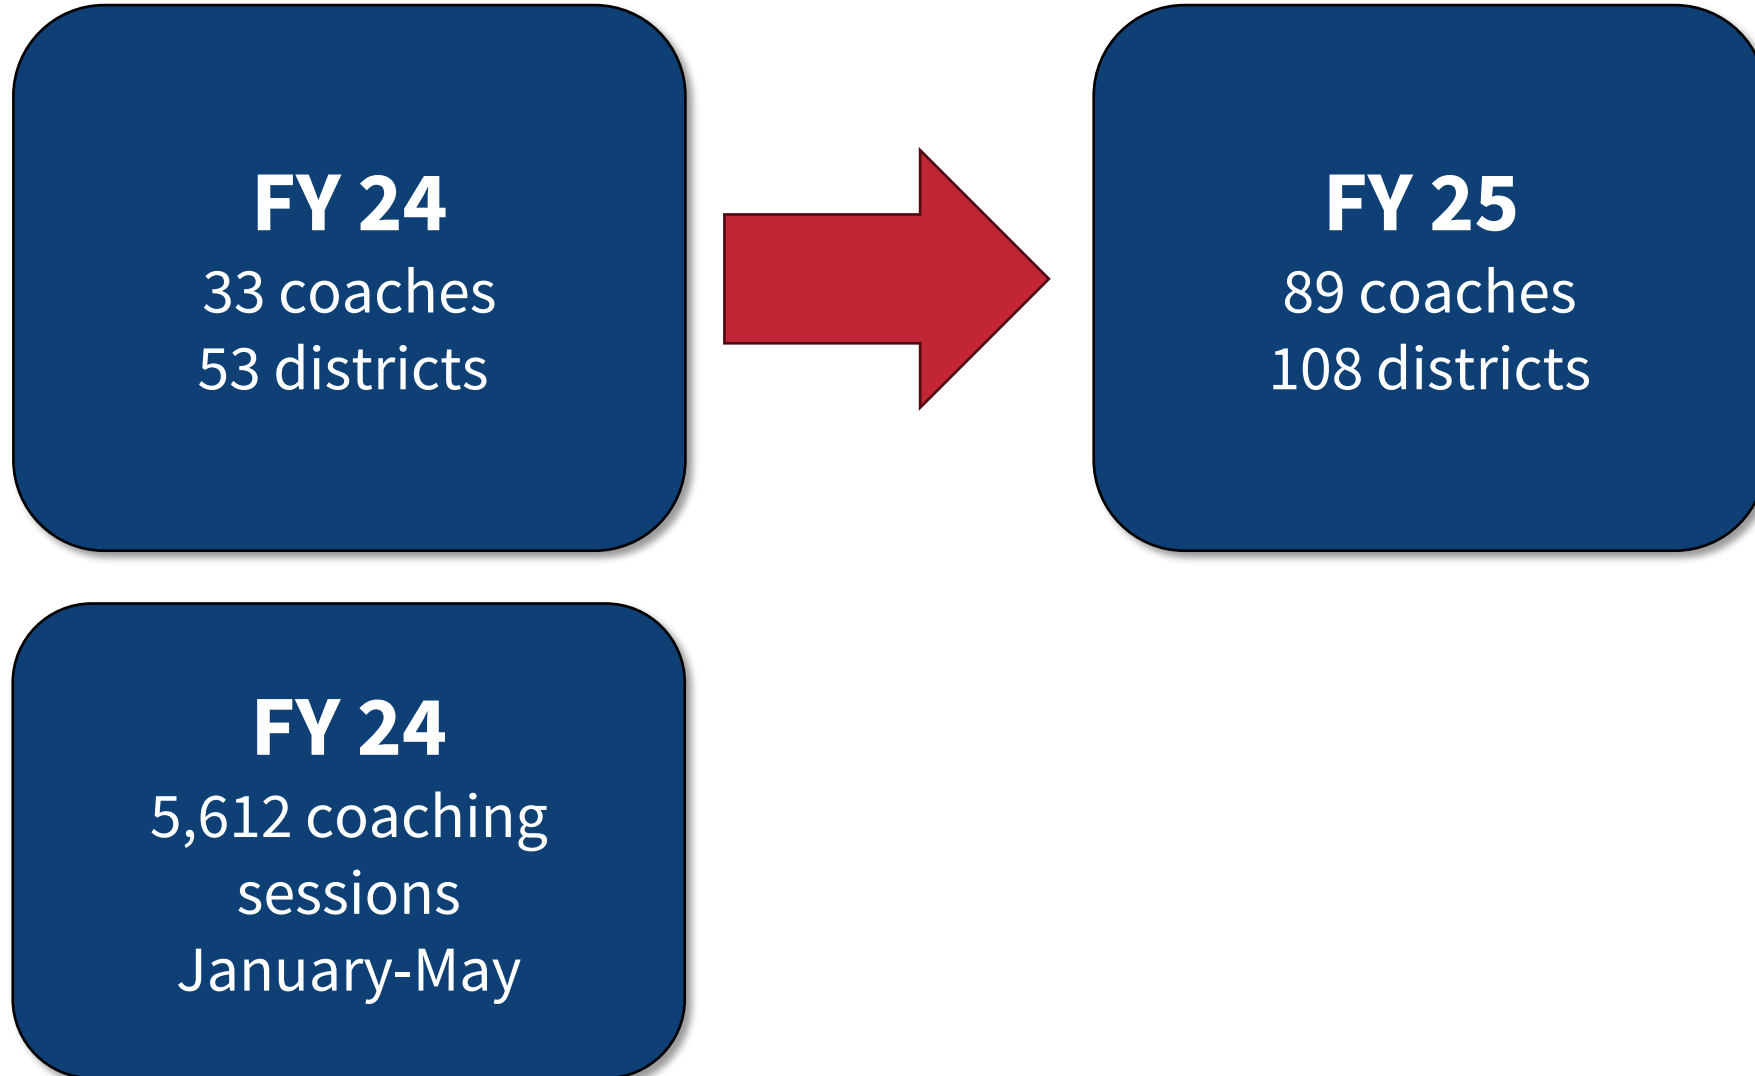 FY 24
33 coaches
53 districts
FY 25
89 coaches
108 districts
FY 24
5,612 coaching
sessions
January-May